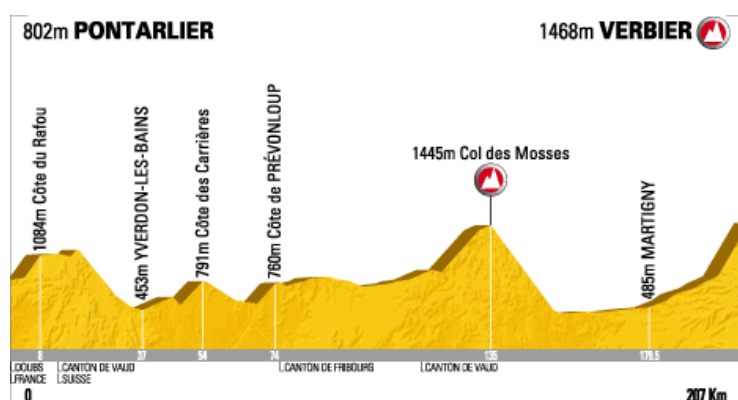 802m PONTARLIER
1468m VERBIER
1084m Côte du Rafou
453m YVERDON-LES-BAINS
791m Côte des Carrières
760m Côte de PRÉVONLOUP
1445m Col des Mosses
485m MARTIGNY
8
37
54
74
135
179.5
DOUBS
CANTON DE VAUD
CANTON DE FRIBOURG
CANTON DE VAUD
FRANCE
SUISSE
0
207 Km